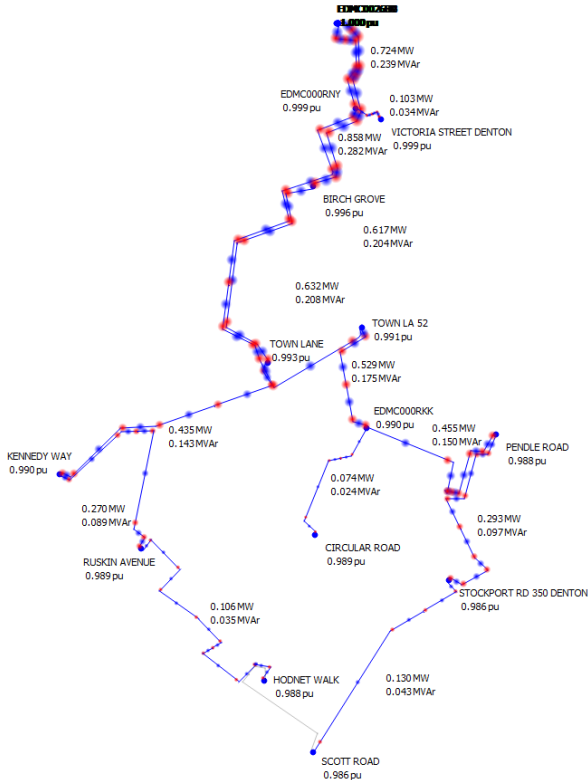 1.000 pu
0.724 MW
0.239 MVAr
EDMC000RNY
0.999 pu
0.103 MW
0.034 MVAr
VICTORIA STREET DENTON
0.999 pu
0.858 MW
0.282 MVAr
BIRCH GROVE
0.996 pu
0.617 MW
0.204 MVAr
0.632 MW
0.208 MVAr
TOWN LA 52
0.991 pu
TOWN LANE
0.993 pu
0.529 MW
0.175 MVAr
EDMC000RKK
0.990 pu
0.435 MW
0.143 MVAr
0.455 MW
0.150 MVAr
PENDLE ROAD
0.988 pu
KENNEDY WAY
0.990 pu
0.074 MW
0.024 MVAr
0.270 MW
0.089 MVAr
0.293 MW
0.097 MVAr
CIRCULAR ROAD
0.989 pu
RUSKIN AVENUE
0.989 pu
STOCKPORT RD 350 DENTON
0.986 pu
0.106 MW
0.035 MVAr
HODNET WALK
0.988 pu
0.130 MW
0.043 MVAr
SCOTT ROAD
0.986 pu